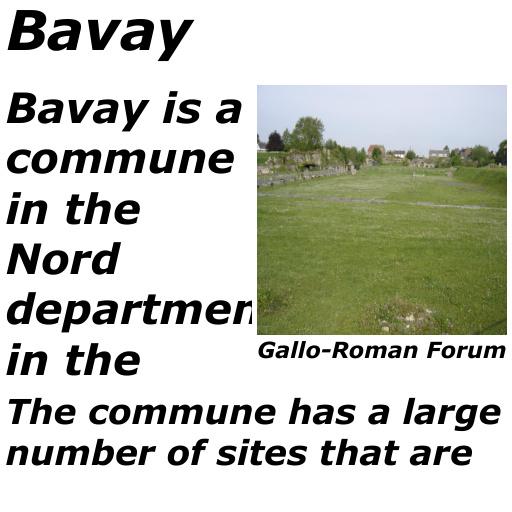 Bavay
Bavay is a
commune
in the
Nord
departmen
in the
Gallo-Roman Forum
The commune has a large
number of sites that are